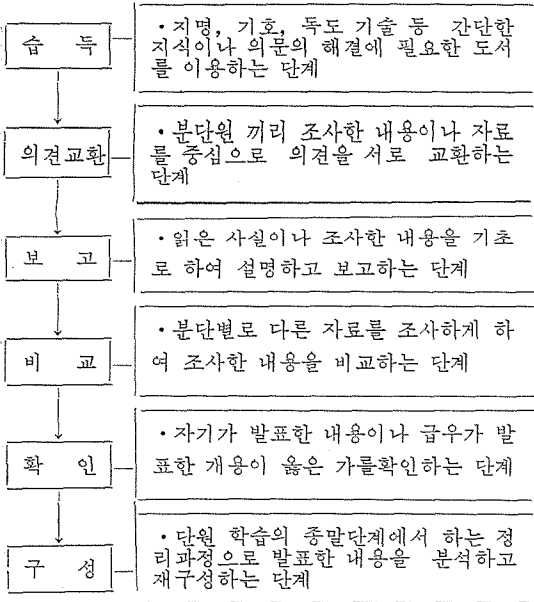 습 득
· 지명, 기호, 독도 기술 등 간단한
지식이나 의문의 해결에 필요한 도서
를 이용하는 단계
의견교환
· 분단원 끼리 조사한 내용이나 자료
를 중심으로 의견을 서로 교환하는
단계
보 고
· 읽은 사실이나 조사한 내용을 기초
로 하여 설명하고 보고하는 단계
비 교
· 분단별로 다른 자료를 조사하게 하
여 조사한 내용을 비교하는 단계
확 인
· 자기가 발표한 내용이나 급우가 발
표한 개용이 옳은 가를확인하는 단계
구 성
· 단원 학습의 종말단계에서 하는 정
리과정으로 발표한 내용을 분석하고
재구성하는 단계